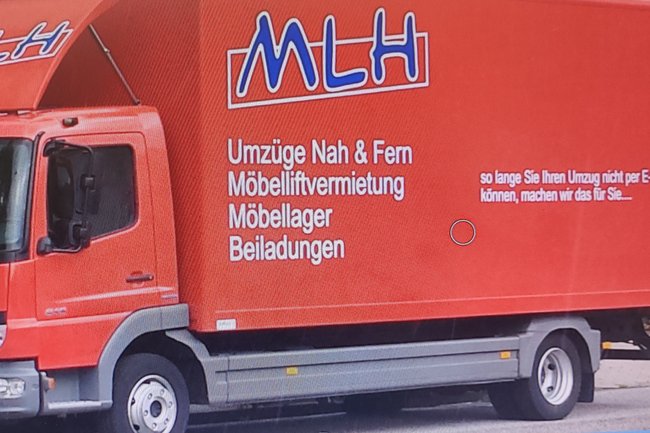 MLH
MLH
Umzüge Nah & Fern
Möbelliftvermietung
Möbellager
Beiladungen
so lange Sie Ihren Umzug nicht per E-
können, machen wir das für Sie....